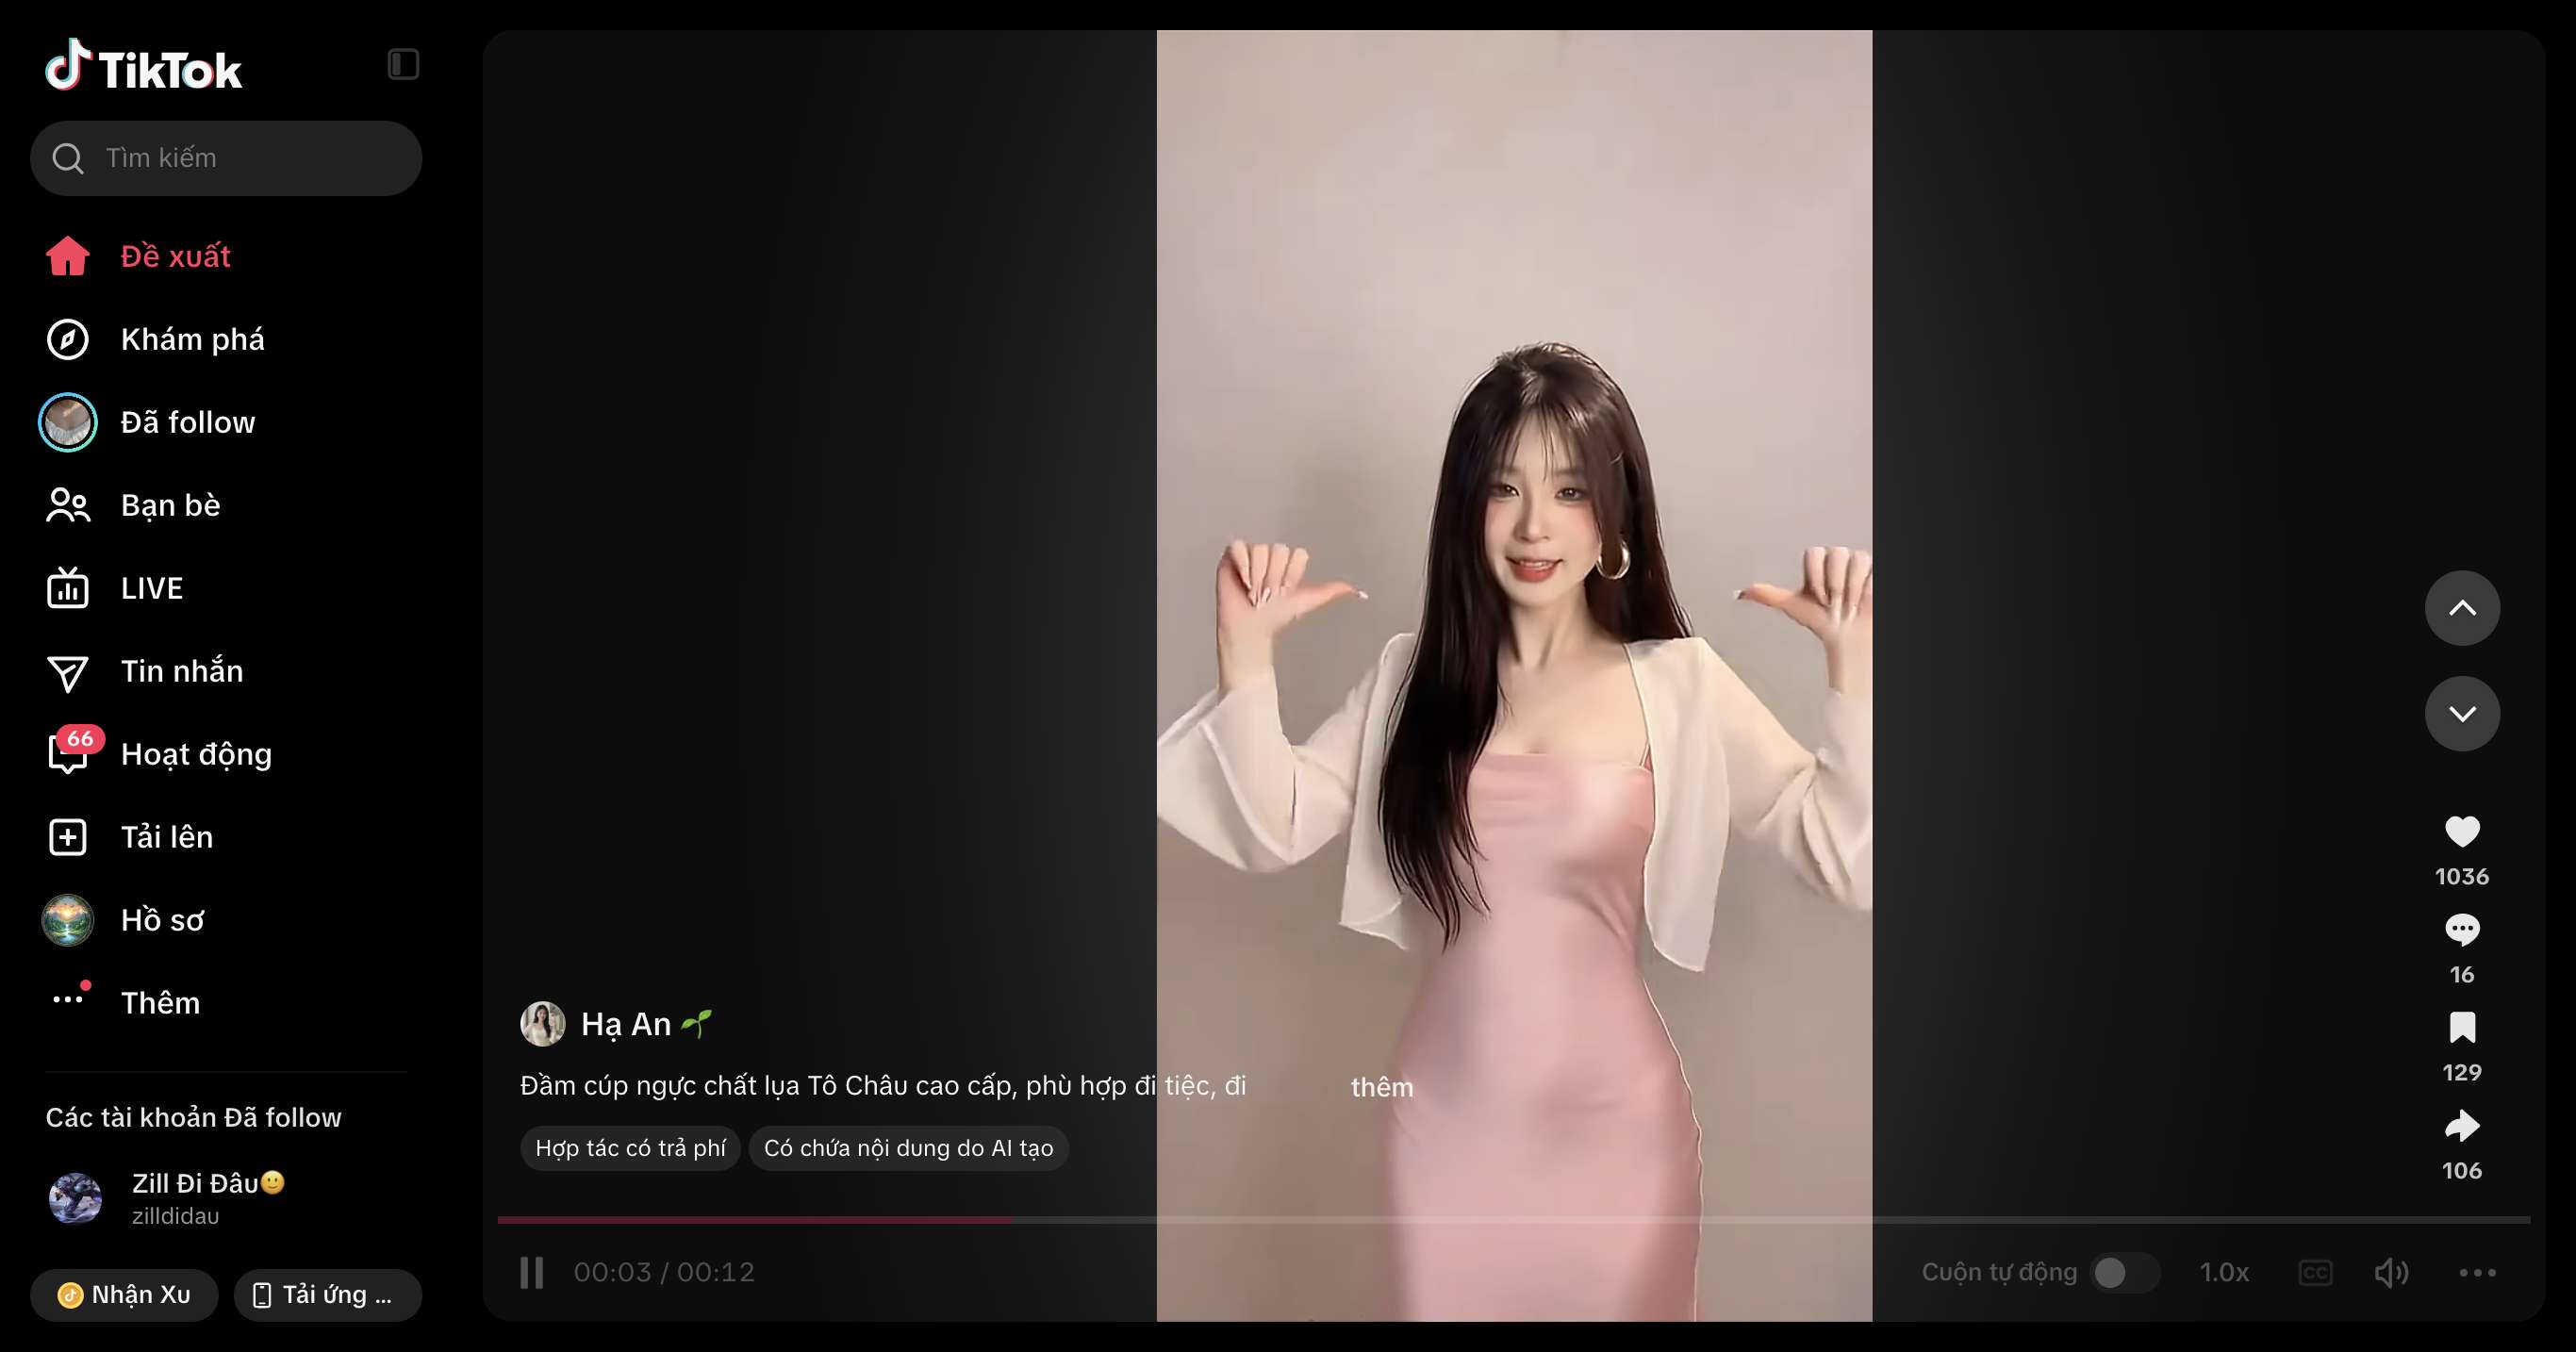 TikTok
Tìm kiếm
Đề xuất
Khám phá
Đã follow
Bạn bè
LIVE
Tin nhắn
66
Hoạt động
Tải lên
Hồ sơ
Thêm
Các tài khoản Đã follow
Zill Đi Đâu🙂
zilldidau
Nhận Xu
Tải ứng ...
Hạ An 🌱
Đầm cúp ngực chất lụa Tô Châu cao cấp, phù hợp đi tiệc, đi thêm
Hợp tác có trả phí
Có chứa nội dung do AI tạo
00:03 / 00:12
1036
16
129
106
Cuộn tự động
1.0x
CC